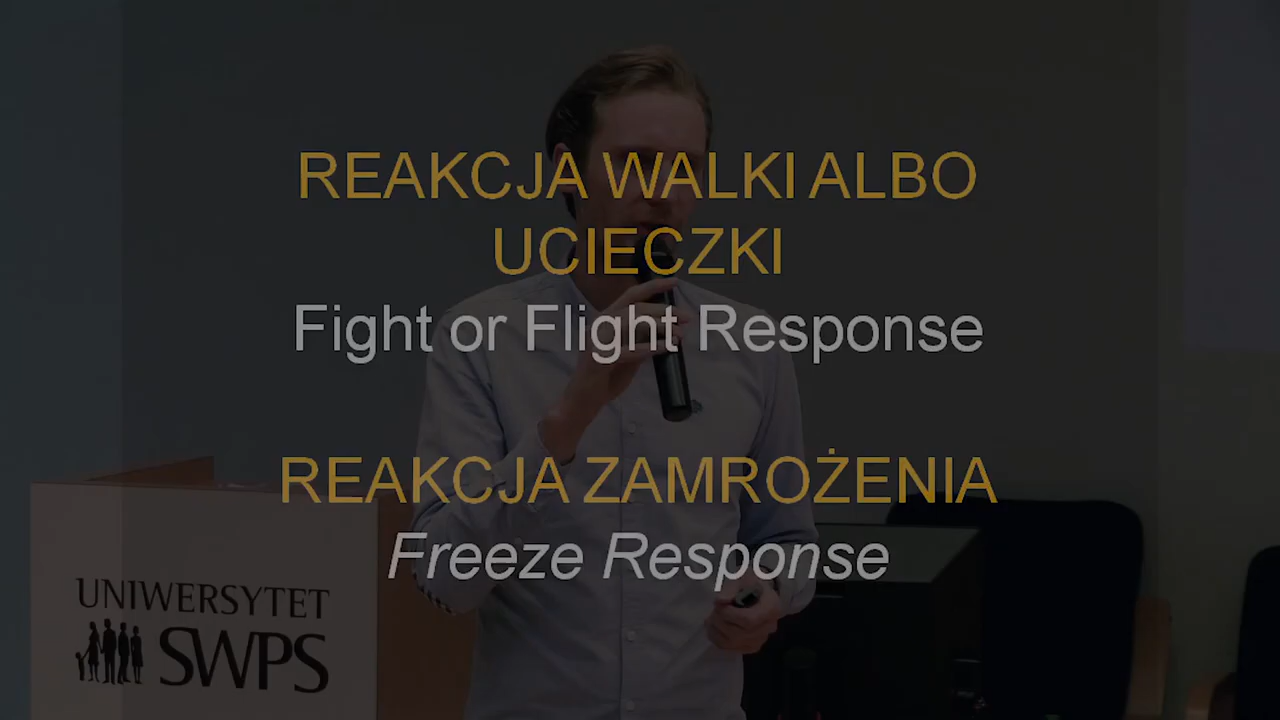 REAKCJA WALKI ALBO
UCIECZKI
Fight or Flight Response
REAKCJA ZAMROŻENIA
Freeze Response
UNIWERSYTET
SWPS